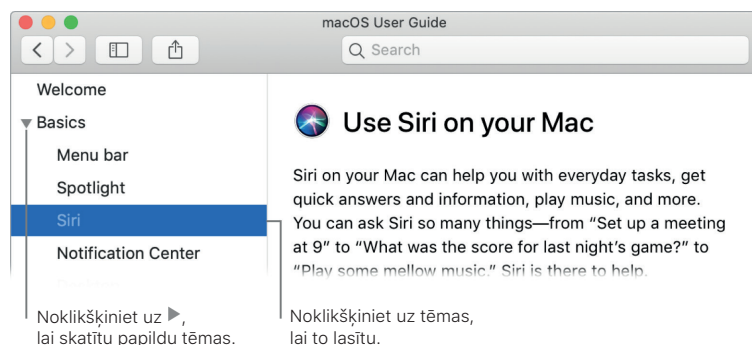 macOS User Guide
Search
Welcome
Basics
Menu bar
Spotlight
Siri
Notification Center
Use Siri on your Mac
Siri on your Mac can help you with everyday tasks, get
quick answers and information, play music, and more.
You can ask Siri so many things—from “Set up a meeting
at 9” to “What was the score for last night’s game?” to
“Play some mellow music.” Siri is there to help.
Noklikšķiniet uz ▶,
lai skatītu papildu tēmas.
Noklikšķiniet uz tēmas,
lai to lasītu.